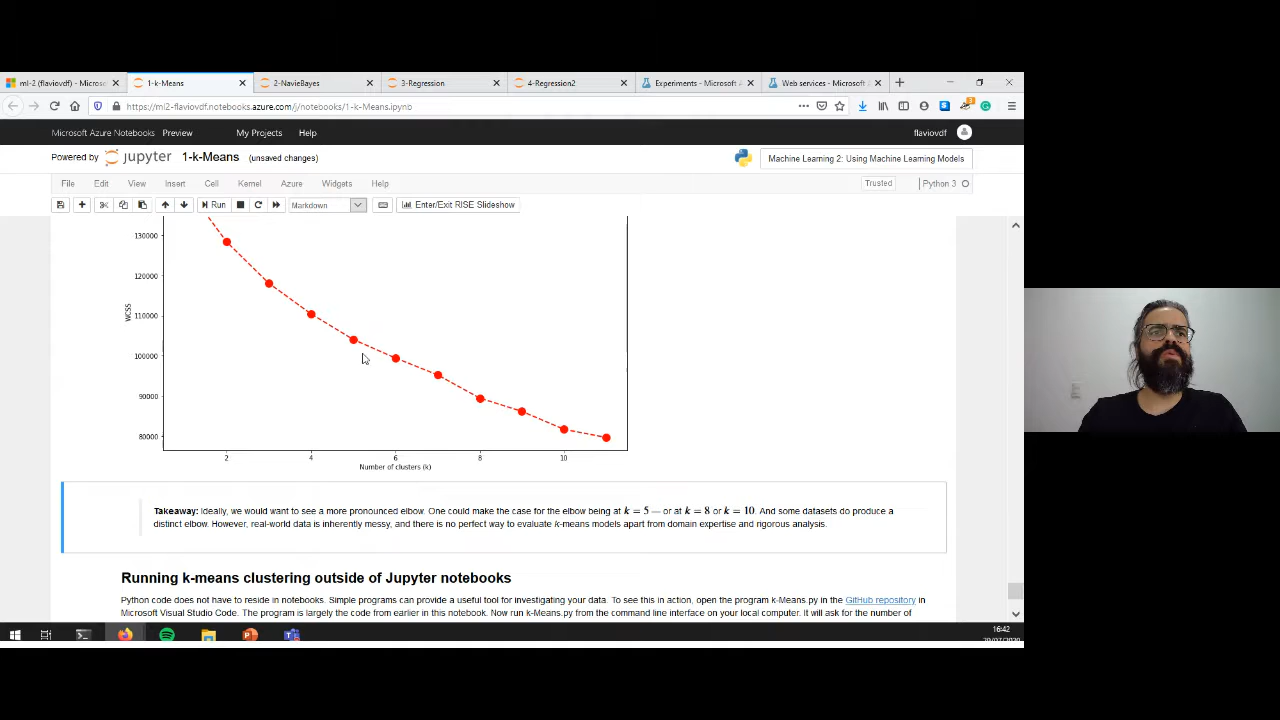 ml-2 (flaviovdf) - Microso
1-k-Means
2-NavieBayes
3-Regression
4-Regression2
Experiments - Microsoft A
Web services - Microsoft
https://ml2-flaviovdf.notebooks.azure.com/j/notebooks/1-k-Means.ipynb
3
Microsoft Azure Notebooks Preview My Projects Help flaviovdf
Powered by jupyter 1-k-Means (unsaved changes) Machine Learning 2: Using Machine Learning Models
File Edit View Insert Cell Kernel Azure Widgets Help Trusted Python 3
Run Markdown Enter/Exit RISE Slideshow
130000
120000
110000
100000
90000
80000
WCSS
2 4 6 8 10
Number of clusters (k)
Takeaway: Ideally, we would want to see a more pronounced elbow. One could make the case for the elbow being at k = 5 — or at k = 8 or k = 10. And some datasets do produce a
distinct elbow. However, real-world data is inherently messy, and there is no perfect way to evaluate k-means models apart from domain expertise and rigorous analysis.
Running k-means clustering outside of Jupyter notebooks
Python code does not have to reside in notebooks. Simple programs can provide a useful tool for investigating your data. To see this in action, open the program k-Means.py in the GitHub repository in
Microsoft Visual Studio Code. The program is largely the code from earlier in this notebook. Now run k-Means.py from the command line interface on your local computer. It will ask for the number of
16:42